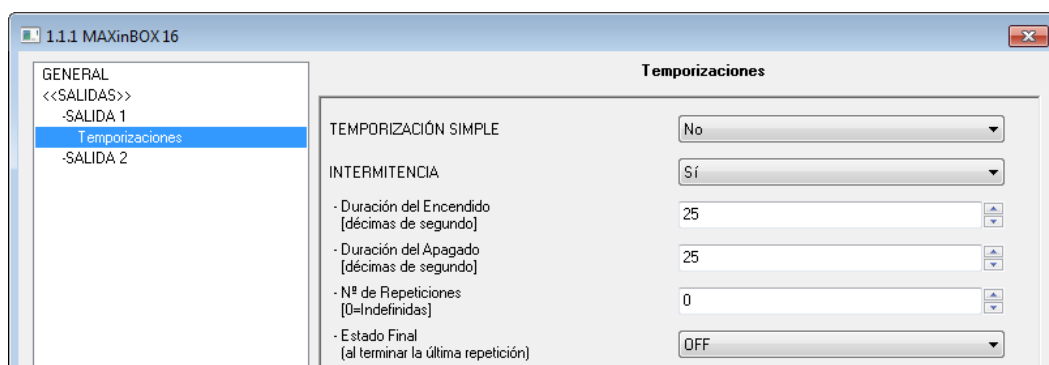 1.1.1 MAXinBOX 16
GENERAL
<<SALIDAS>>
-SALIDA 1
Temporizaciones
-SALIDA 2
Temporizaciones
TEMPORIZACIÓN SIMPLE
No
INTERMITENCIA
Sí
- Duración del Encendido
[décimas de segundo]
25
- Duración del Apagado
[décimas de segundo]
25
- Nº de Repeticiones
[0=Indefinidas]
0
- Estado Final
(al terminar la última repetición)
OFF